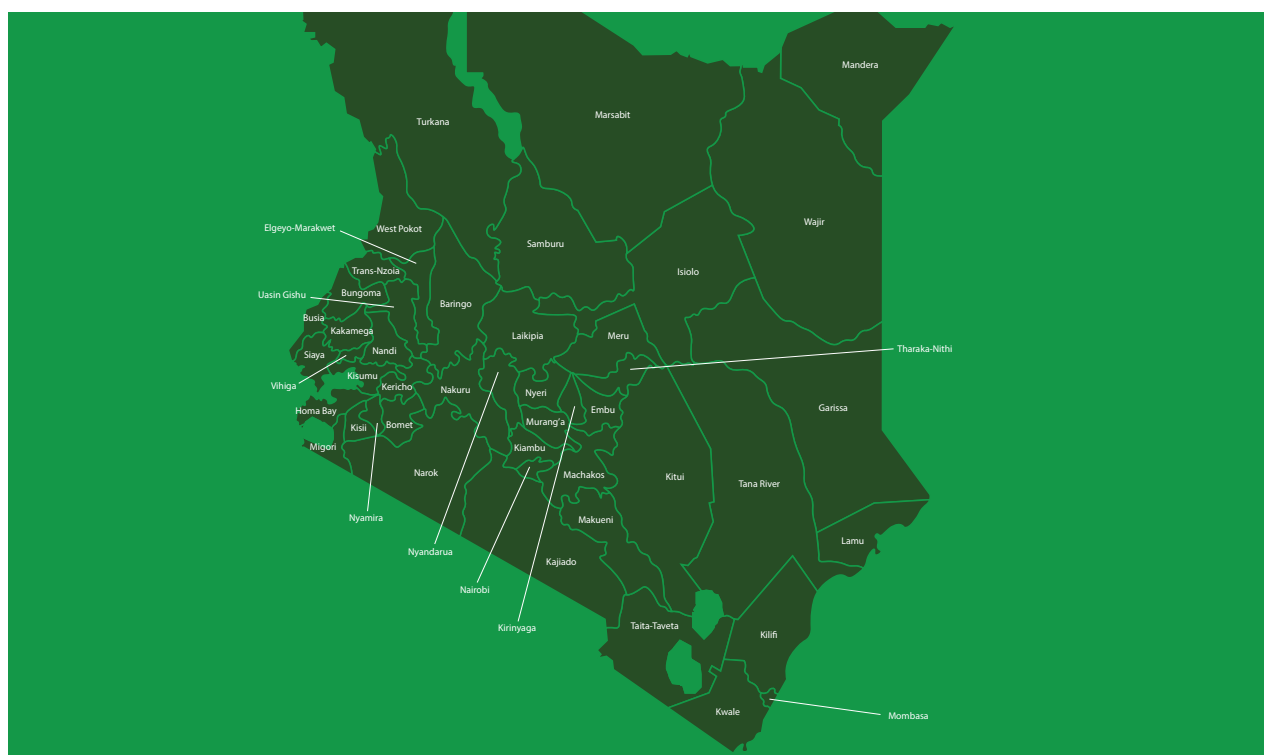 Mandera
Marsabit
Turkana
Wajir
West Pokot
Elgeyo-Marakwet
Samburu
Trans-Nzoia
Isiolo
Bungoma
Uasin Gishu
Baringo
Busia
Kakamega
Laikipia
Meru
Tharaka-Nithi
Nandi
Siaya
Kisumu
Vihiga
Kericho
Nakuru
Nyeri
Garissa
Homa Bay
Embu
Murang'a
Bomet
Kisii
Migori
Kiambu
Narok
Machakos
Kitui
Tana River
Nyamira
Makueni
Lamu
Nyandarua
Kajiado
Nairobi
Kirinyaga
Taita-Taveta
Kilifi
Kwale
Mombasa